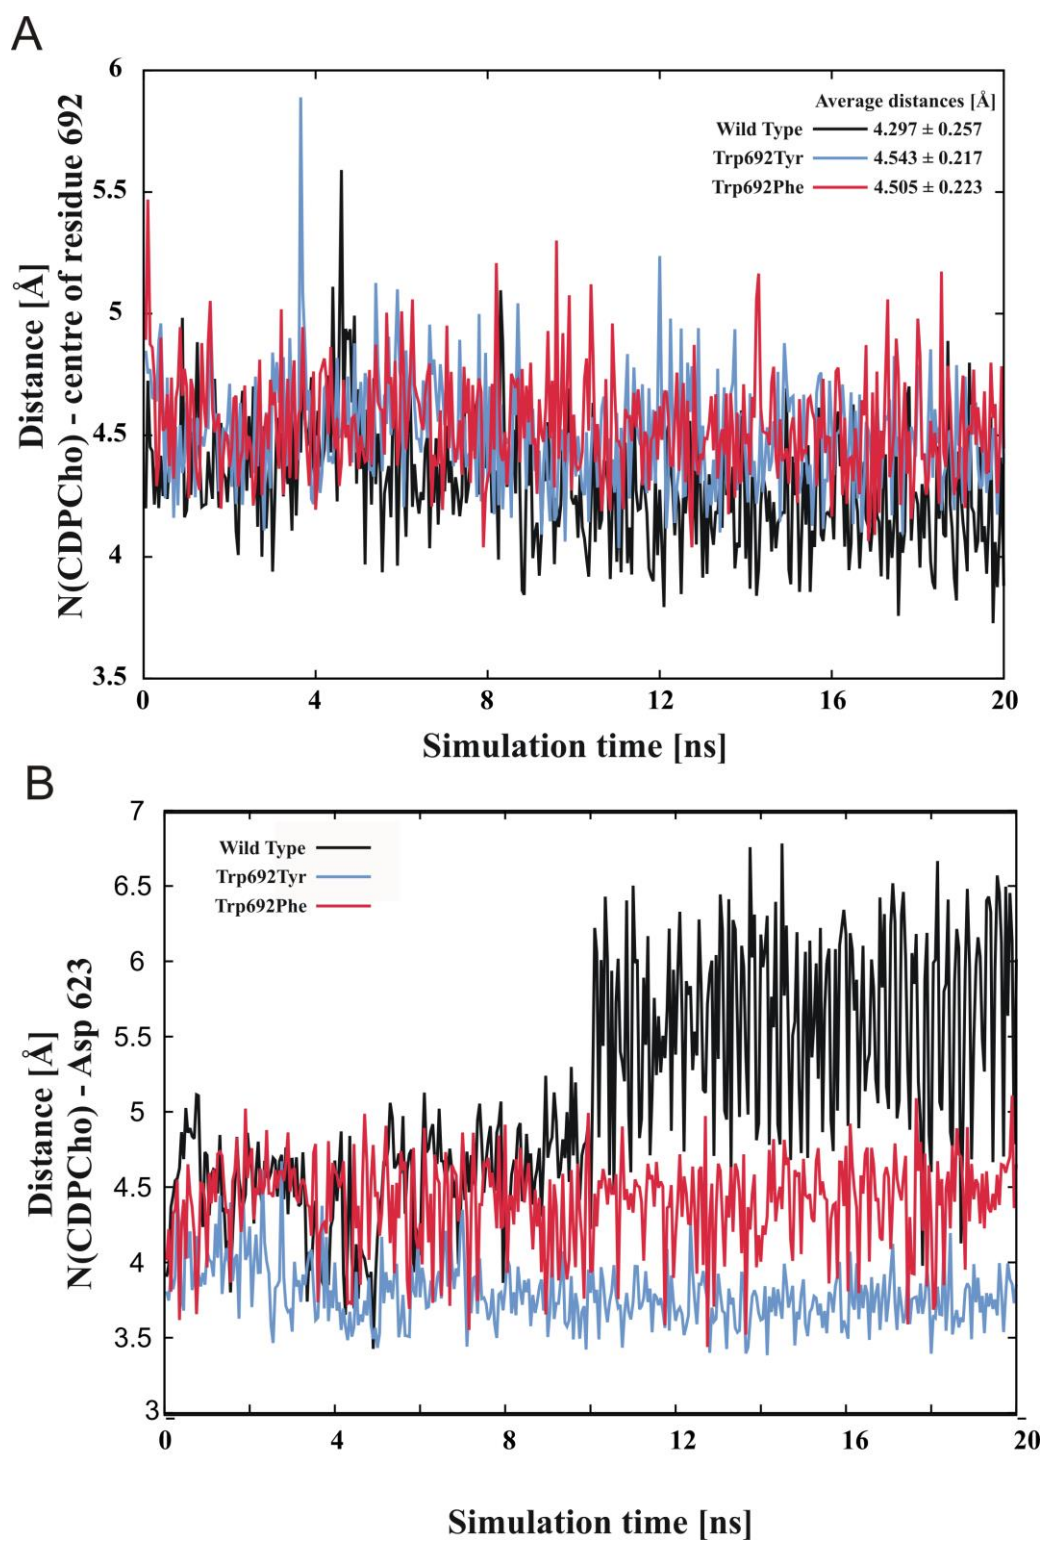 A
6
5.5
5
4.5
4
3.5
Distance [Å]
N(CDPCho) - centre of residue 692
Average distances [Å]
Wild Type 4.297 ± 0.257
Trp692Tyr 4.543 ± 0.217
Trp692Phe 4.505 ± 0.223
0 4 8 12 16 20
Simulation time [ns]
B
7
6.5
6
5.5
5
4.5
4
3.5
3
Distance [Å]
N(CDPCho) - Asp 623
Wild Type
Trp692Tyr
Trp692Phe
0 4 8 12 16 20
Simulation time [ns]